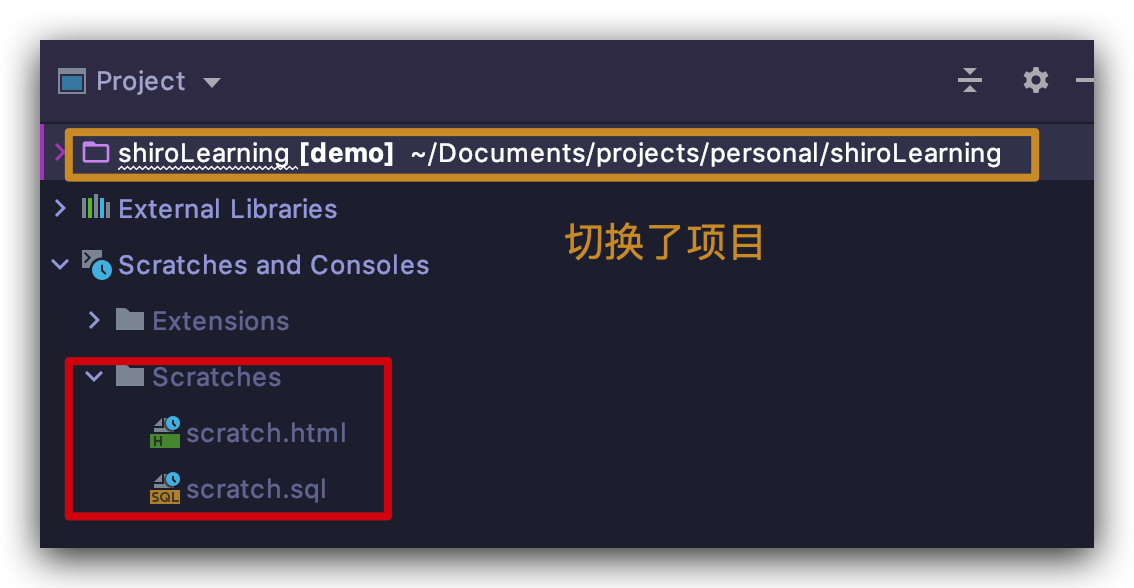 Project
shiroLearning [demo] ~/Documents/projects/personal/shiroLearning
External Libraries
切换了项目
Scratches and Consoles
Extensions
Scratches
H
scratch.html
SQL
scratch.sql